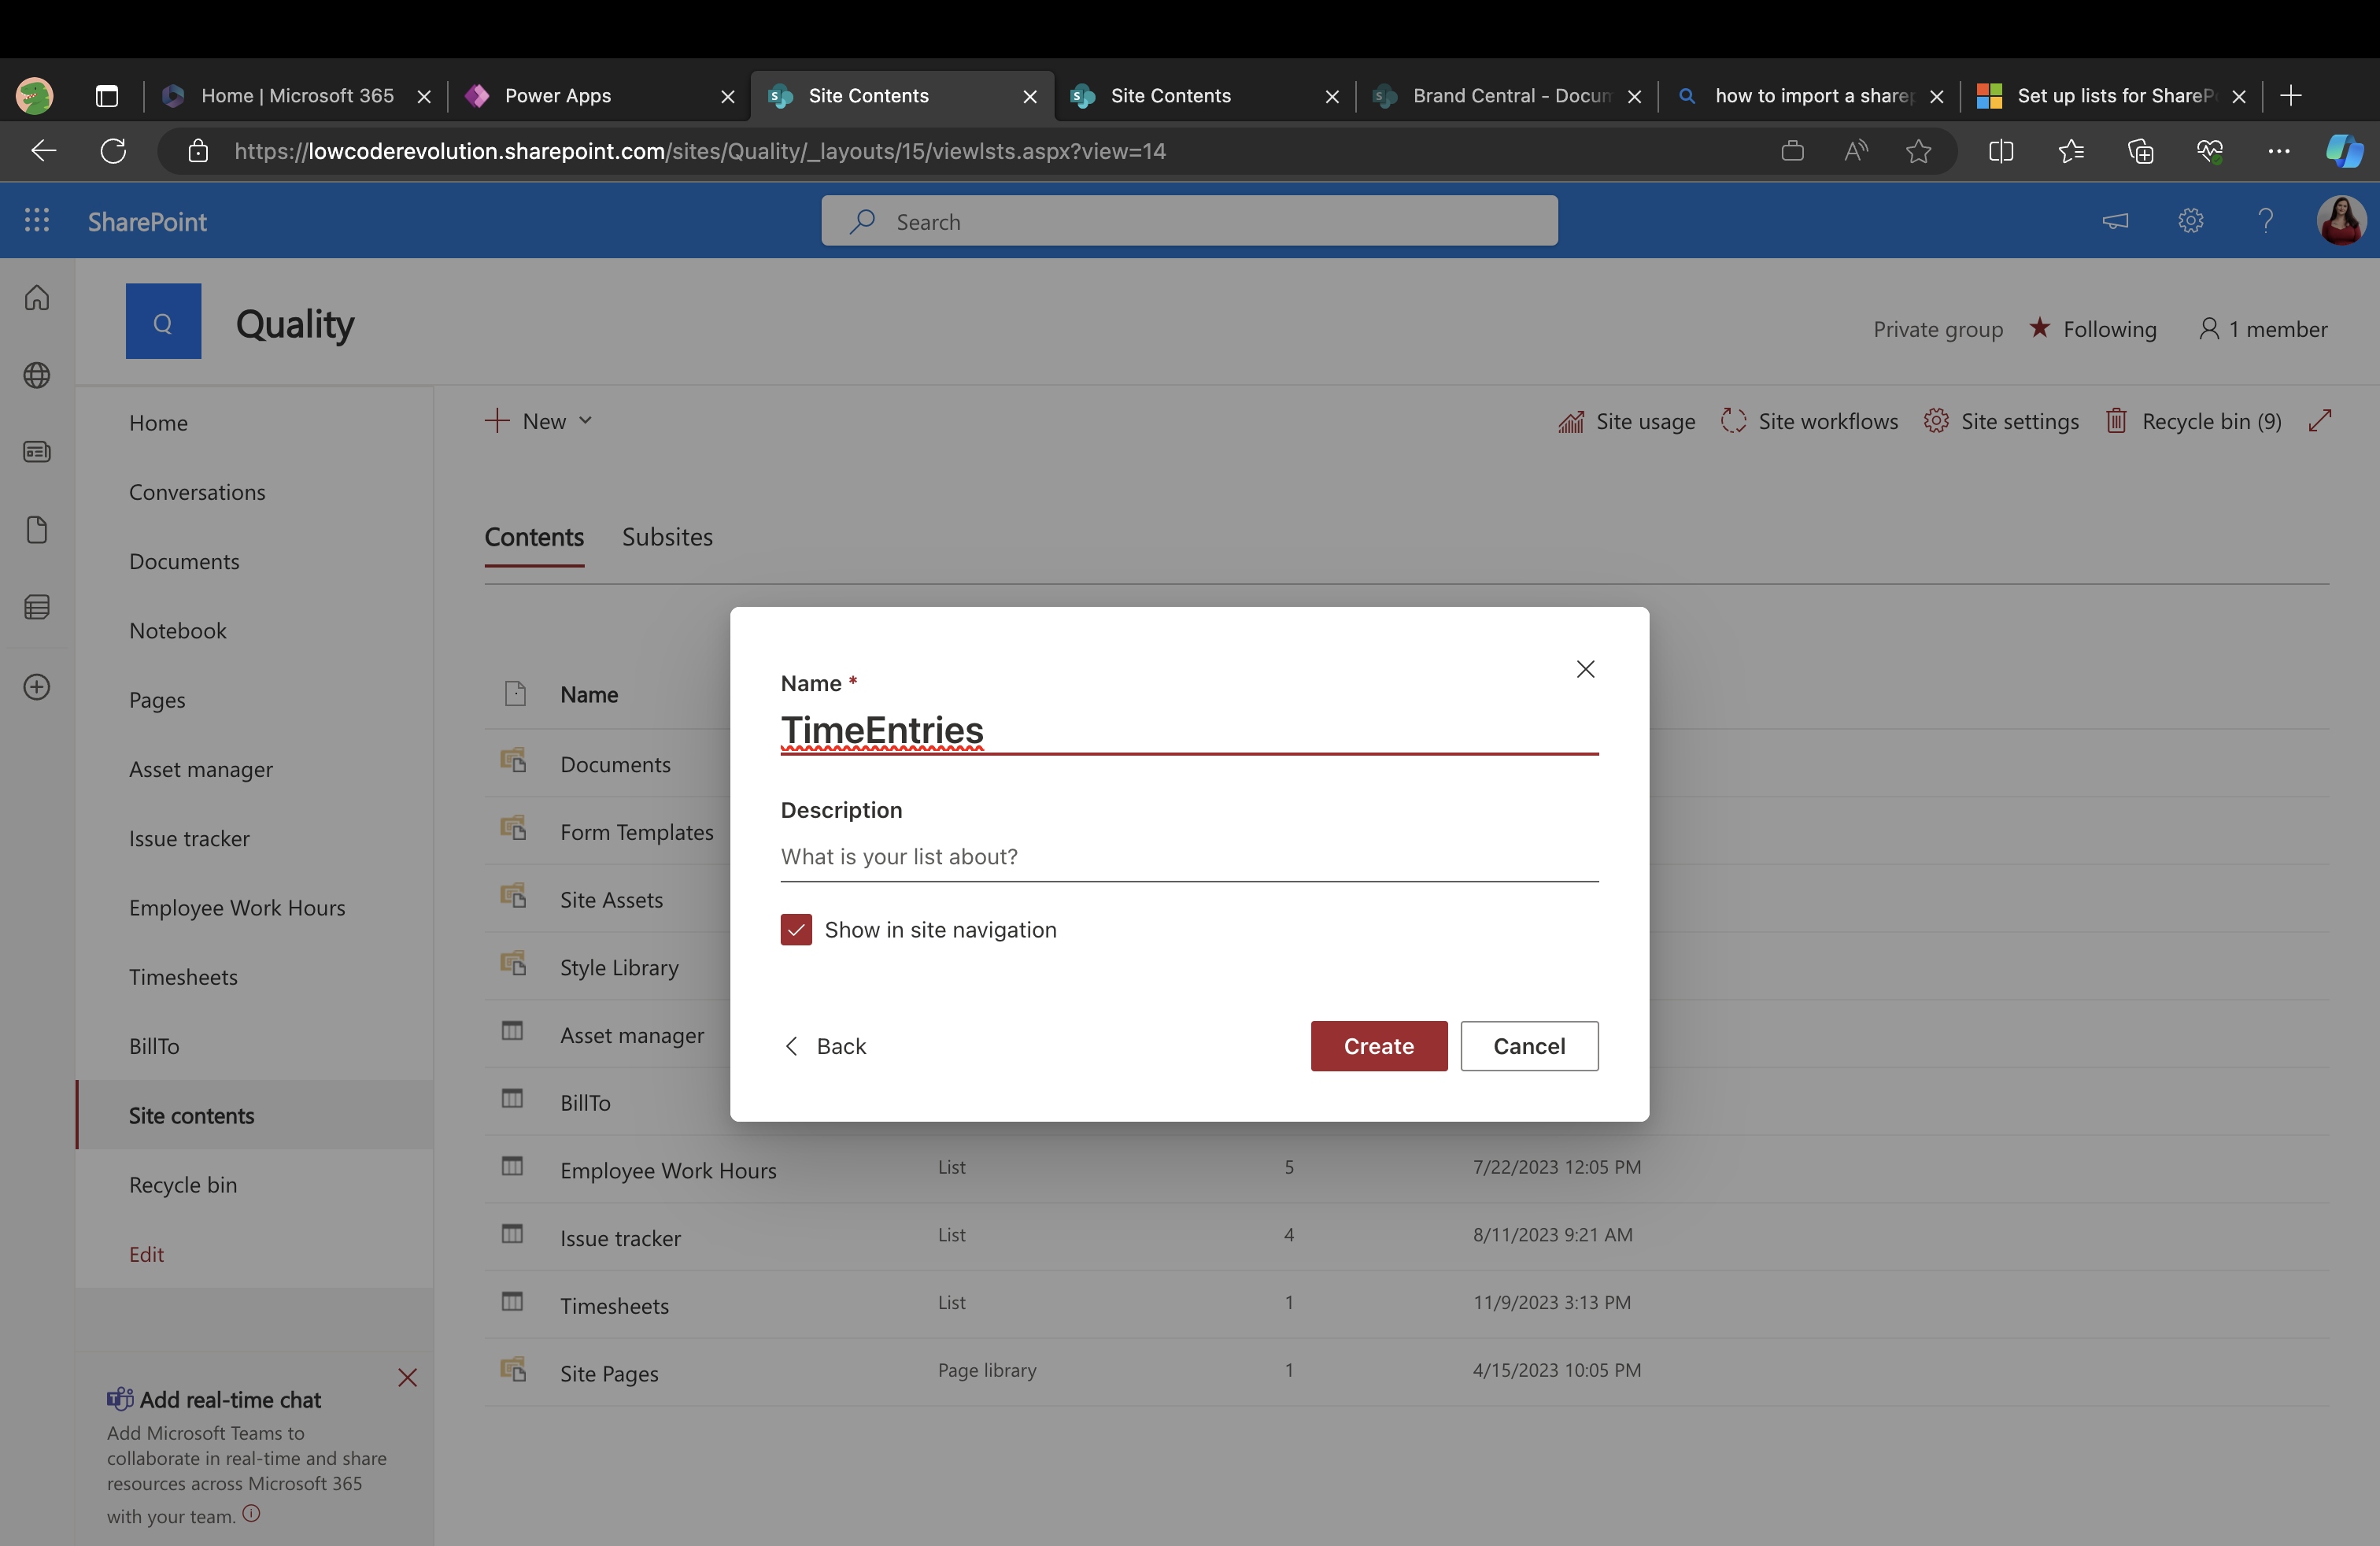 Home | Microsoft 365
Power Apps
Site Contents
Site Contents
Brand Central - Docum
how to import a sharep
Set up lists for ShareP
https://lowcoderevolution.sharepoint.com/sites/Quality/_layouts/15/viewlsts.aspx?view=14
SharePoint
Search
Q
Quality
Private group
Following
1 member
Home
Conversations
Documents
Notebook
Pages
Asset manager
Issue tracker
Employee Work Hours
Timesheets
BillTo
Site contents
Recycle bin
Edit
Add real-time chat
Add Microsoft Teams to
collaborate in real-time and share
resources across Microsoft 365
with your team.
New
Site usage
Site workflows
Site settings
Recycle bin (9)
Contents
Subsites
Name
Documents
Form Templates
Site Assets
Style Library
Asset manager
BillTo
Employee Work Hours List 5 7/22/2023 12:05 PM
Issue tracker List 4 8/11/2023 9:21 AM
Timesheets List 1 11/9/2023 3:13 PM
Site Pages Page library 1 4/15/2023 10:05 PM
Name *
TimeEntries
Description
What is your list about?
Show in site navigation
Back
Create
Cancel